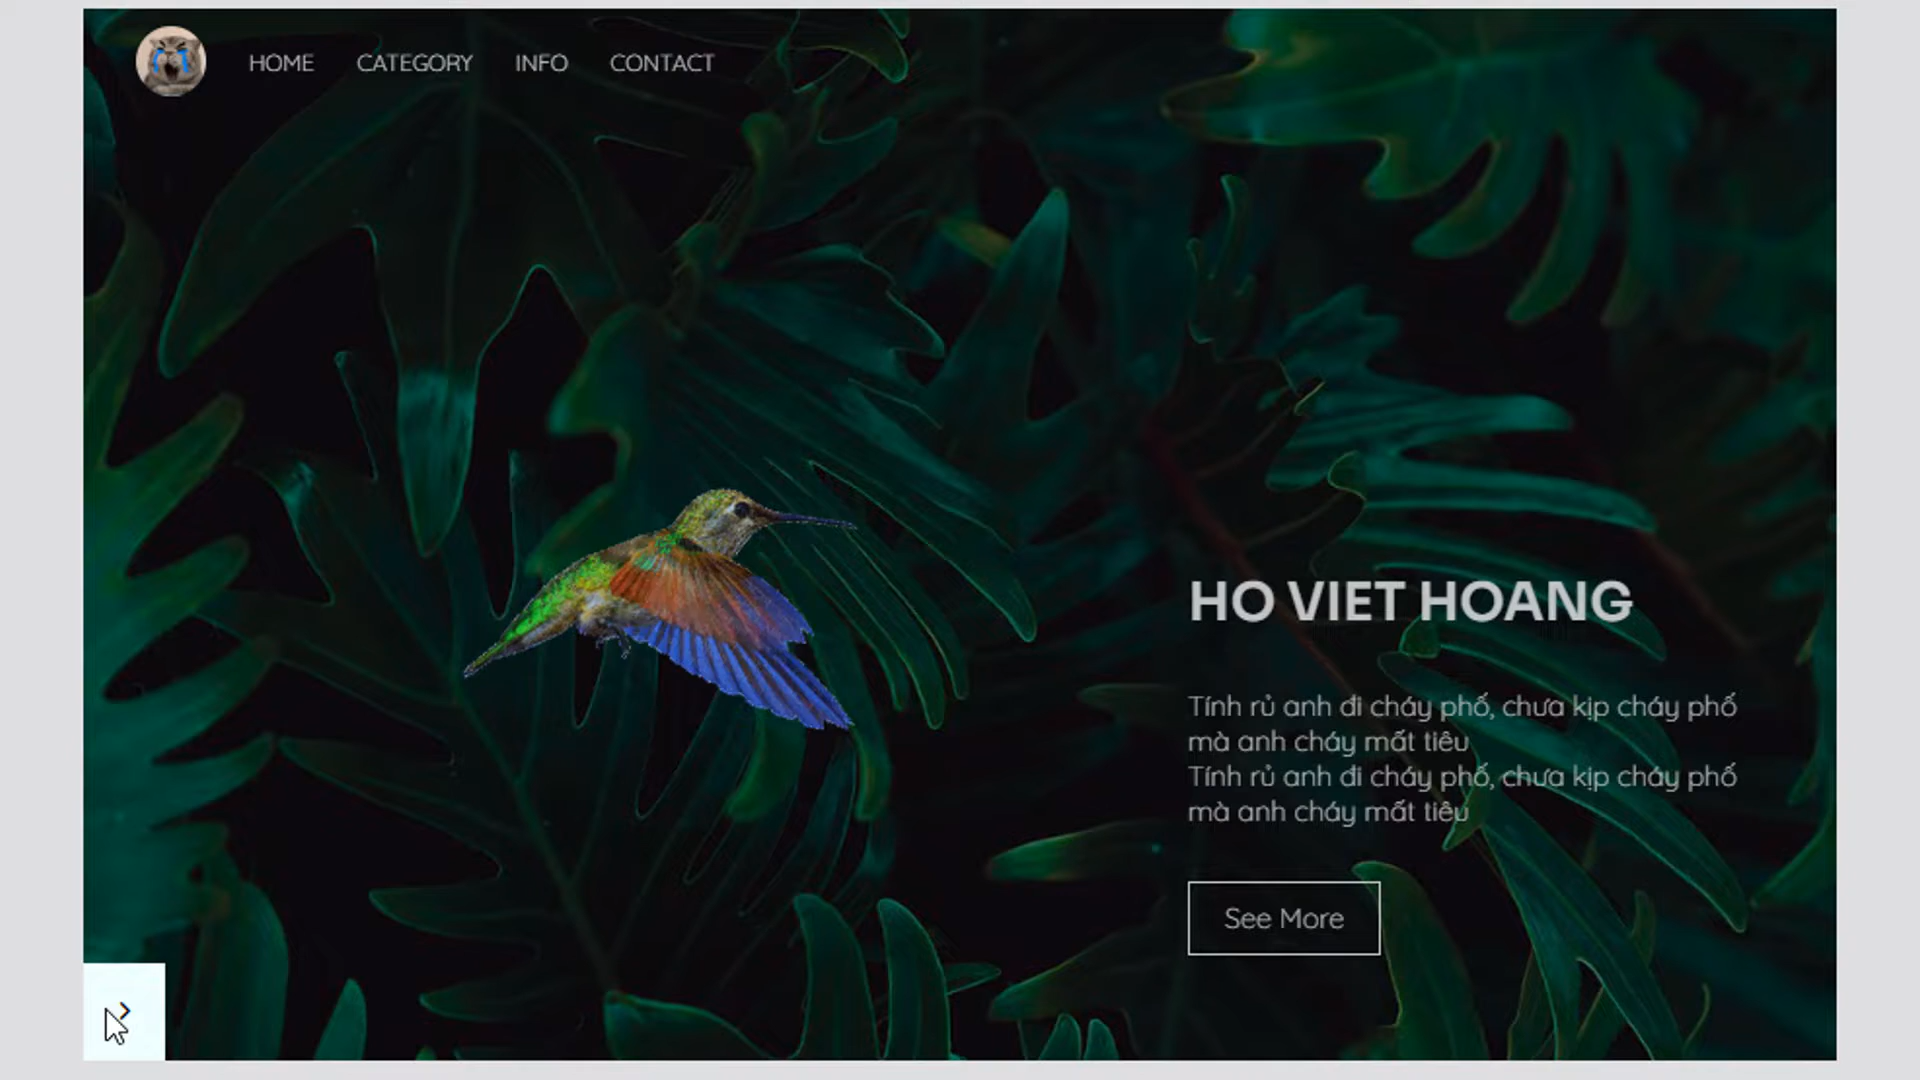 HOME
CATEGORY
INFO
CONTACT
HO VIET HOANG
Tính rủ anh đi cháy phố, chưa kịp cháy phố
mà anh cháy mất tiêu
Tính rủ anh đi cháy phố, chưa kịp cháy phố
mà anh cháy mất tiêu
See More